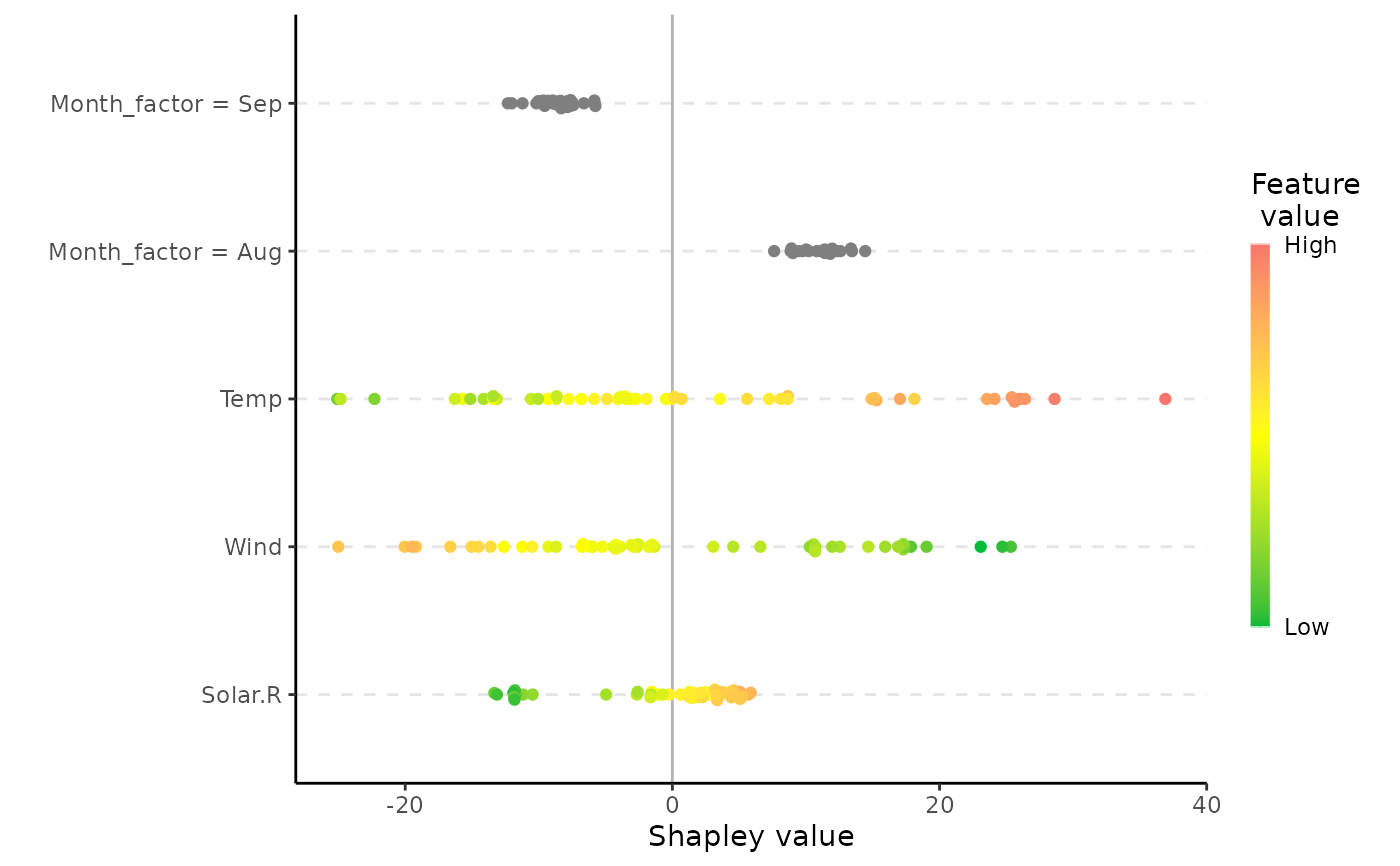 Month_factor = Sep
Month_factor = Aug
Temp
Wind
Solar.R
-20
0
20
40
Shapley value
Feature
value
High
Low